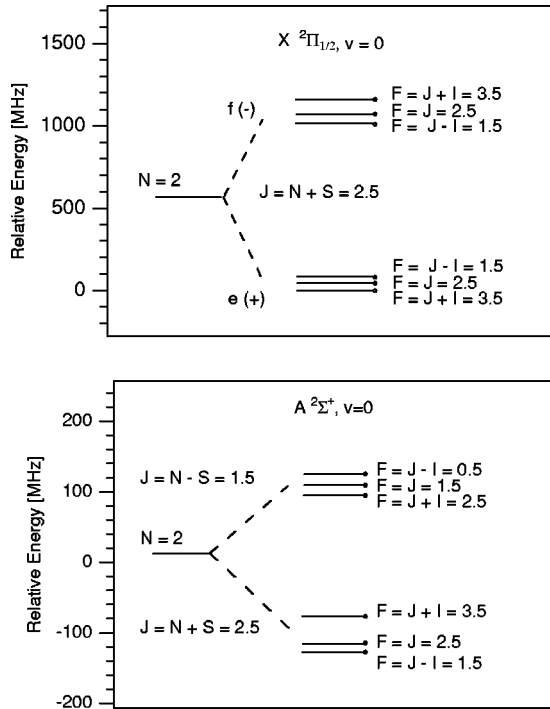 X ²Π1/2, v = 0
Relative Energy [MHz]
1500
1000
500
0
N = 2
f (-)
e (+)
J = N + S = 2.5
F = J + I = 3.5
F = J = 2.5
F = J - I = 1.5
F = J - I = 1.5
F = J = 2.5
F = J + I = 3.5
A ²Σ⁺, v=0
Relative Energy [MHz]
200
100
0
-100
-200
J = N - S = 1.5
N = 2
J = N + S = 2.5
F = J - I = 0.5
F = J = 1.5
F = J + I = 2.5
F = J + I = 3.5
F = J = 2.5
F = J - I = 1.5